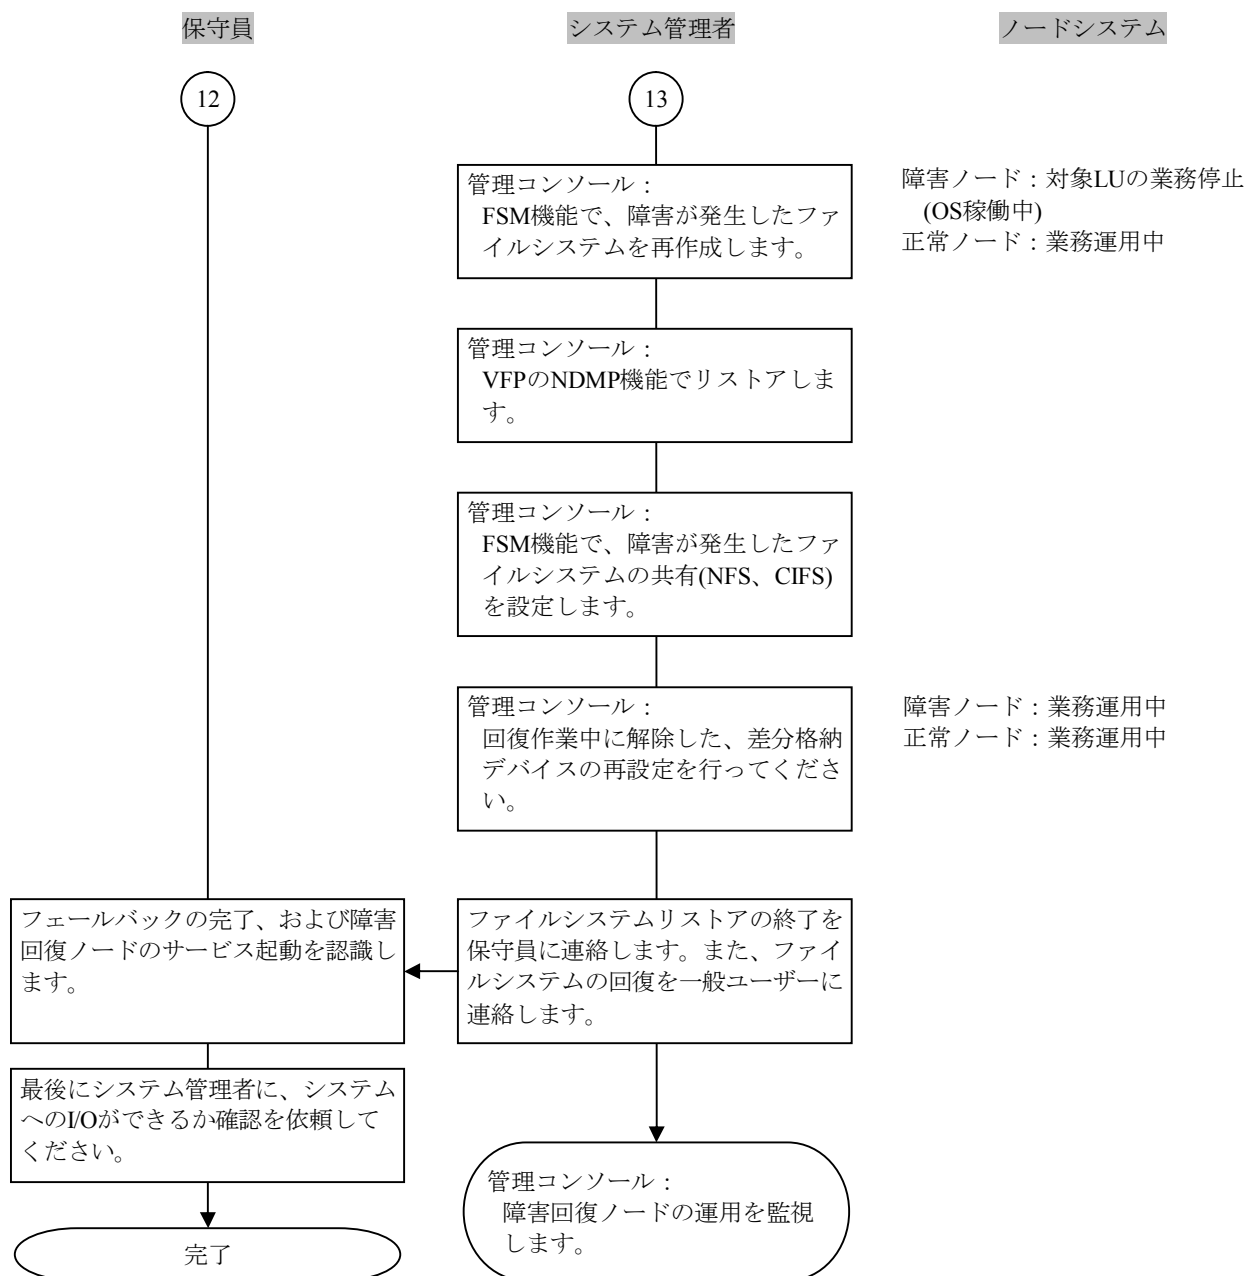 保守員
システム管理者
ノードシステム
12
13
管理コンソール：
FSM機能で、障害が発生したファ
イルシステムを再作成します。
障害ノード：対象LUの業務停止
(OS稼働中)
正常ノード：業務運用中
管理コンソール：
VFPのNDMP機能でリストアしま
す。
管理コンソール：
FSM機能で、障害が発生したファ
イルシステムの共有(NFS、CIFS)
を設定します。
管理コンソール：
回復作業中に解除した、差分格納
デバイスの再設定を行ってくださ
い。
障害ノード：業務運用中
正常ノード：業務運用中
フェールバックの完了、および障害
回復ノードのサービス起動を認識し
ます。
ファイルシステムリストアの終了を
保守員に連絡します。また、ファイ
ルシステムの回復を一般ユーザーに
連絡します。
最後にシステム管理者に、システム
へのI/Oができるか確認を依頼して
ください。
管理コンソール：
障害回復ノードの運用を監視
します。
完了